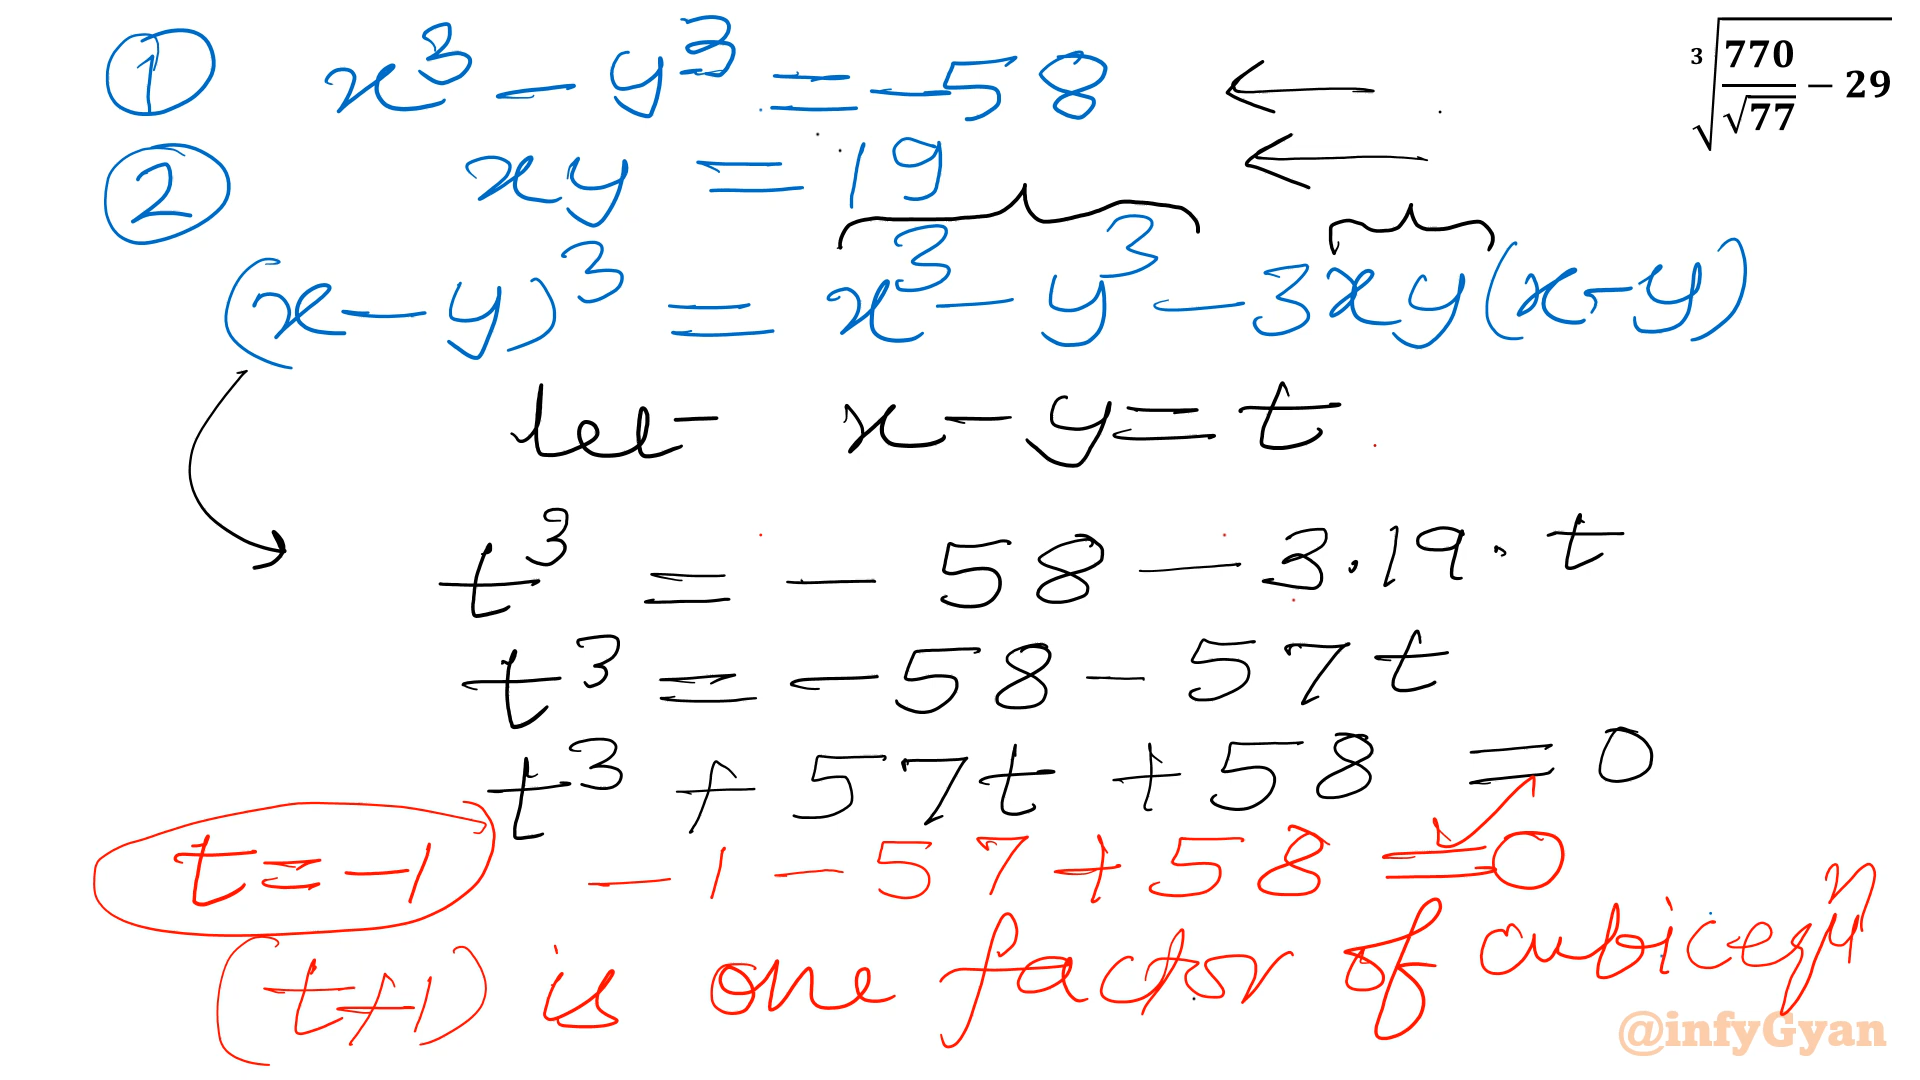 ① x³ - y³ = -58 ←
∛(770/√77 - 29)
② xy = 19 ←
(x - y)³ = x³ - y³ - 3xy(x - y)
let x - y = t
t³ = - 58 - 3·19·t
t³ = - 58 - 57t
t³ + 57t + 58 = 0
t = -1 -1 - 57 + 58 = 0
(t+1) is one factor of cubic eqⁿ
@infyGyan